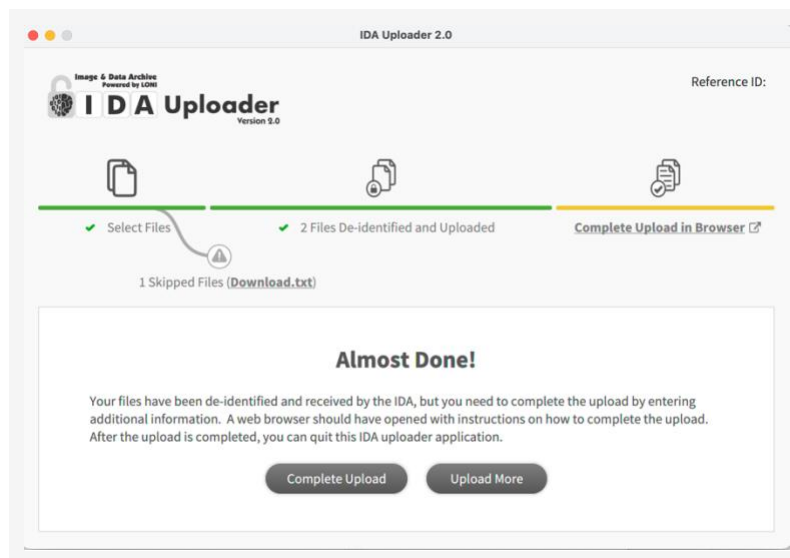 IDA Uploader 2.0
Image & Data Archive
Powered by LONI
IDA Uploader
Version 2.0
Reference ID:
Select Files
2 Files De-identified and Uploaded
Complete Upload in Browser
1 Skipped Files (Download.txt)
Almost Done!
Your files have been de-identified and received by the IDA, but you need to complete the upload by entering
additional information. A web browser should have opened with instructions on how to complete the upload.
After the upload is completed, you can quit this IDA uploader application.
Complete Upload
Upload More